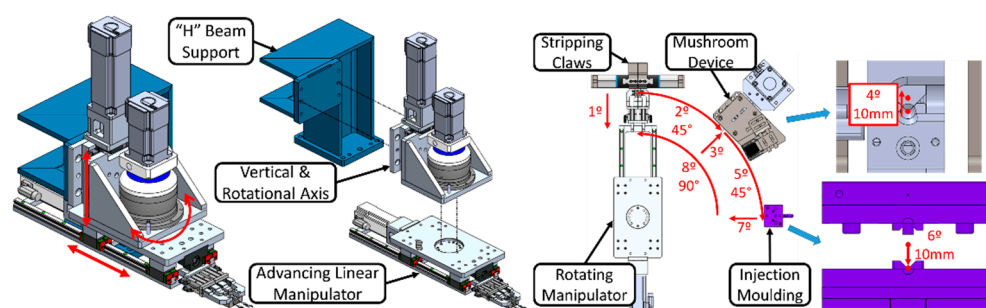 “H” Beam
Support
Vertical &
Rotational Axis
Advancing Linear
Manipulator
Stripping
Claws
Mushroom
Device
1º
2º
45°
3º
8º
90°
5º
45°
7º
Rotating
Manipulator
Injection
Moulding
4º
10mm
6º
10mm